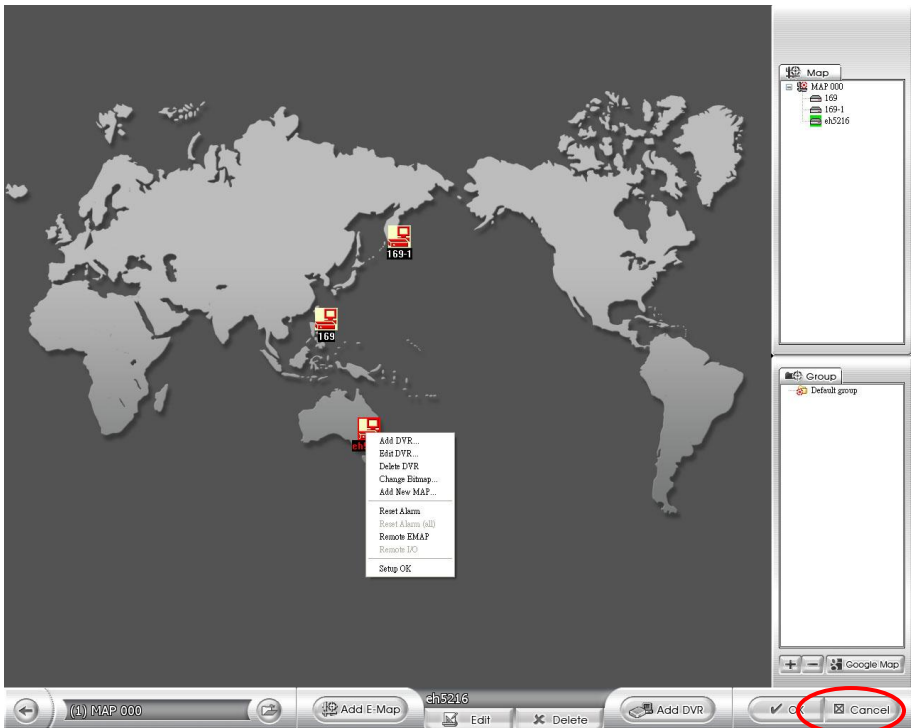 169-1
169
Add DVR...
Edit DVR...
Delete DVR
Change Bitmap...
Add New MAP...
Reset Alarm
Reset Alarm (all)
Remote EMAP
Remote I/O
Setup OK
Map
MAP 000
169
169-1
eh5216
Group
Default group
Google Map
(1) MAP 000
Add E-Map
eh5216
Edit
Delete
Add DVR
OK
Cancel